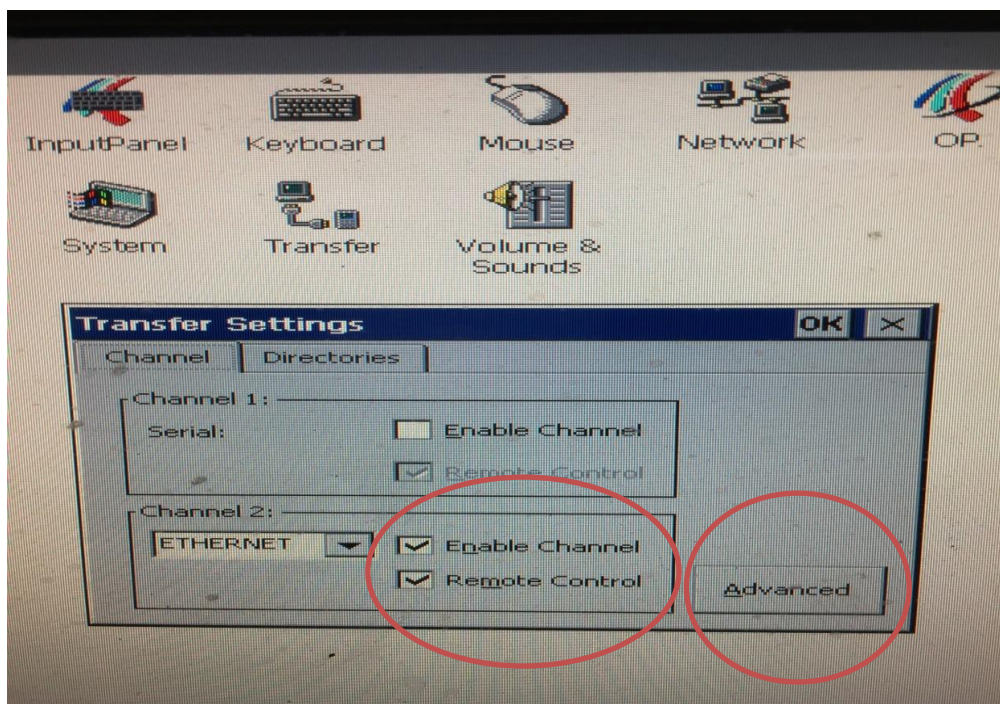 InputPanel Keyboard Mouse Network OP.
System Transfer Volume &
Sounds
Transfer Settings OK
Channel Directories
Channel 1:
Serial: Enable Channel
Remote Control
Channel 2:
ETHERNET Enable Channel
Remote Control
Advanced